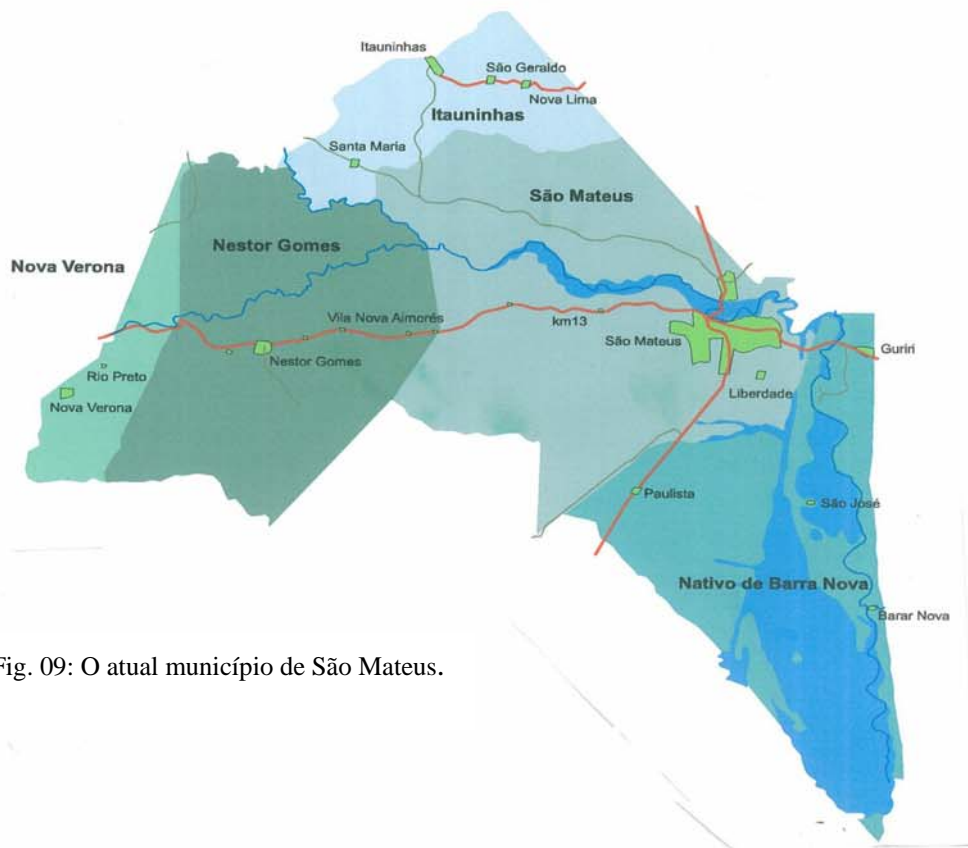 Itauninhas
São Geraldo
Nova Lima
Itauninhas
Santa Maria
São Mateus
Nestor Gomes
Nova Verona
Vila Nova Aimorés
km13
São Mateus
Guriri
Nestor Gomes
Rio Preto
Liberdade
Nova Verona
Paulista
São José
Nativo de Barra Nova
Barar Nova
Fig. 09: O atual município de São Mateus.